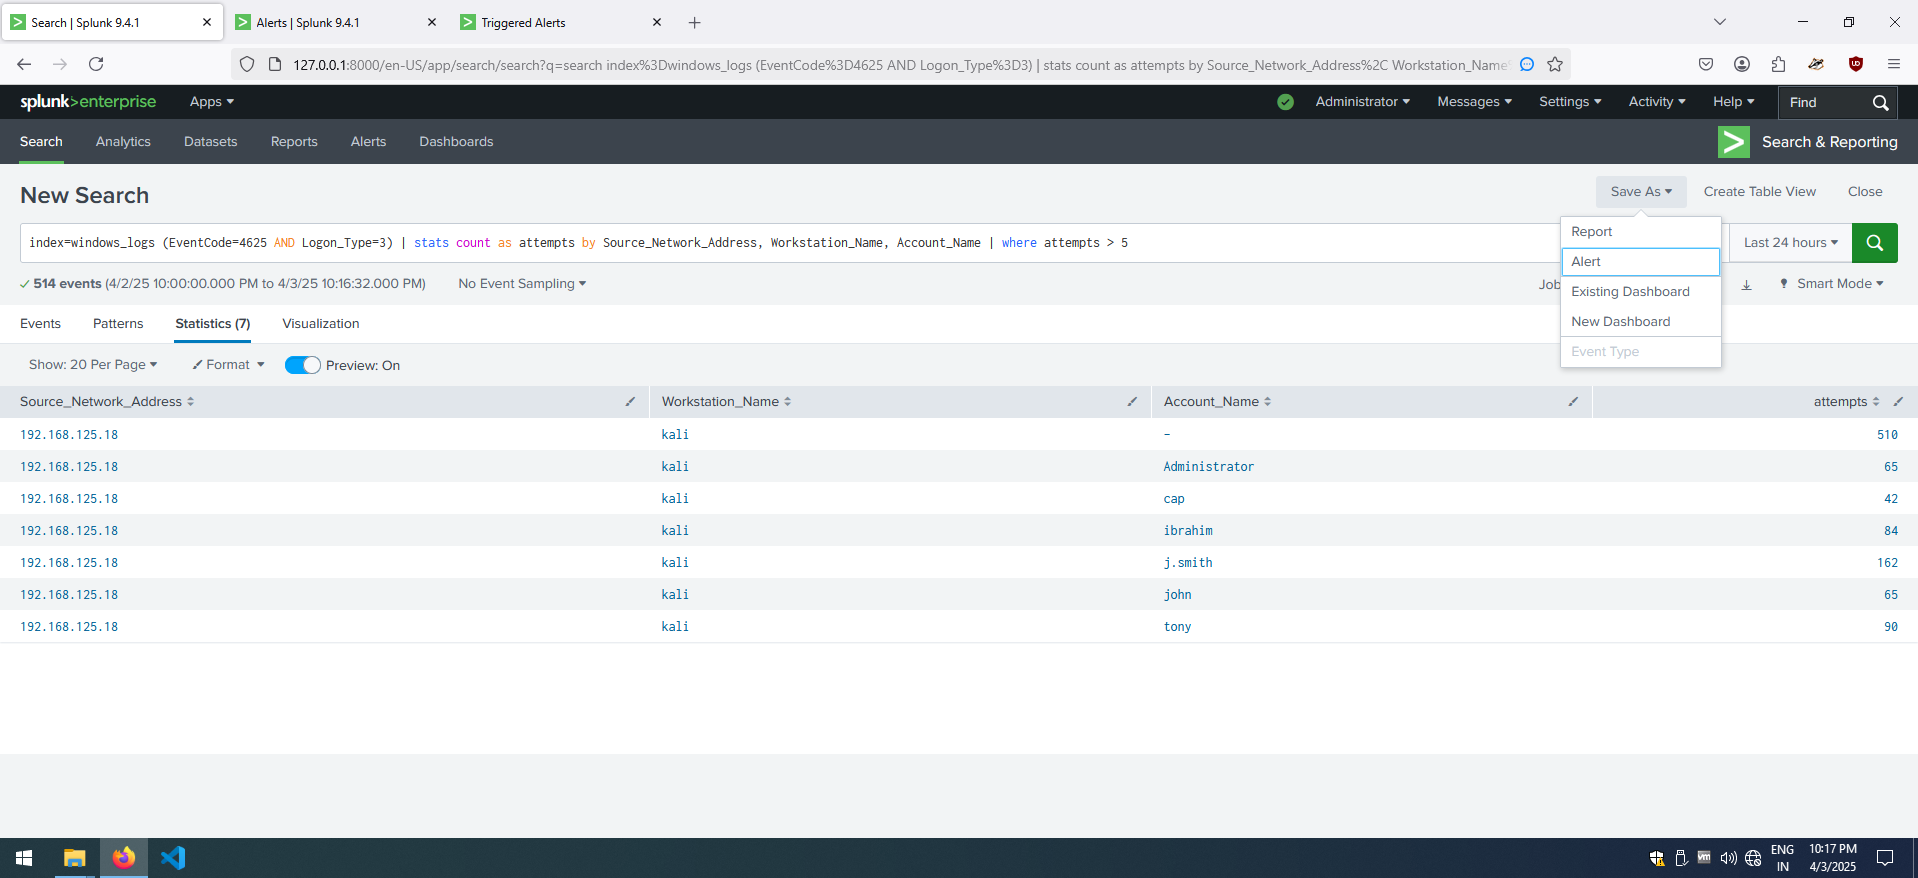 Search | Splunk 9.4.1
Alerts | Splunk 9.4.1
Triggered Alerts
127.0.0.1:8000/en-US/app/search/search?q=search index%3Dwindows_logs (EventCode%3D4625 AND Logon_Type%3D3) | stats count as attempts by Source_Network_Address%2C Workstation_Name
splunk>enterprise Apps
Administrator Messages Settings Activity Help Find
Search Analytics Datasets Reports Alerts Dashboards
Search & Reporting
New Search
Save As Create Table View Close
index=windows_logs (EventCode=4625 AND Logon_Type=3) | stats count as attempts by Source_Network_Address, Workstation_Name, Account_Name | where attempts > 5
Last 24 hours
Report
Alert
Existing Dashboard
New Dashboard
Event Type
514 events (4/2/25 10:00:00.000 PM to 4/3/25 10:16:32.000 PM) No Event Sampling
Job
Smart Mode
Events Patterns Statistics (7) Visualization
Show: 20 Per Page Format Preview: On
Source_Network_Address Workstation_Name Account_Name attempts
192.168.125.18 kali - 510
192.168.125.18 kali Administrator 65
192.168.125.18 kali cap 42
192.168.125.18 kali ibrahim 84
192.168.125.18 kali j.smith 162
192.168.125.18 kali john 65
192.168.125.18 kali tony 90
ENG
IN
10:17 PM
4/3/2025